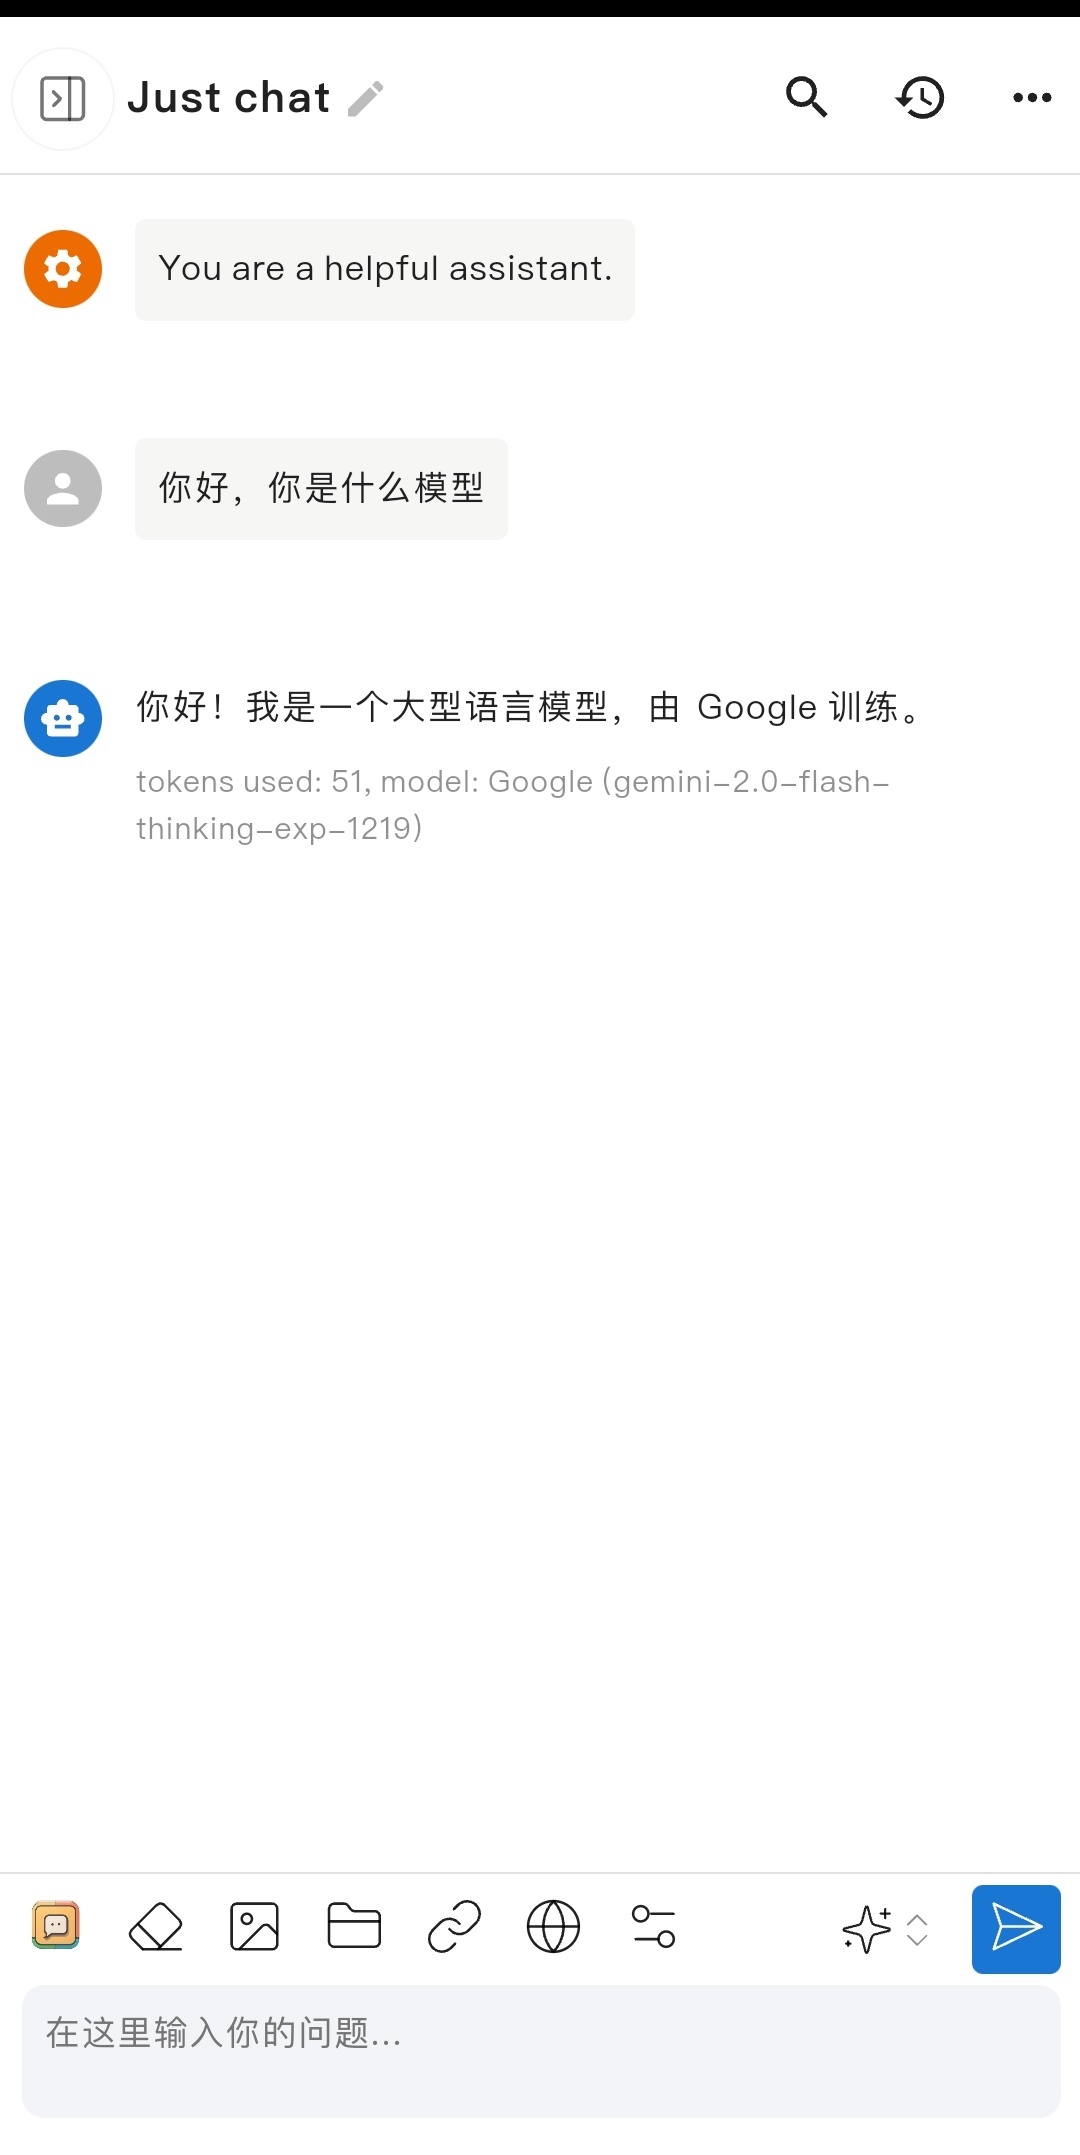 Just chat
You are a helpful assistant.
你好，你是什么模型
你好！我是一个大型语言模型，由 Google 训练。
tokens used: 51, model: Google (gemini-2.0-flash-
thinking-exp-1219)
在这里输入你的问题...